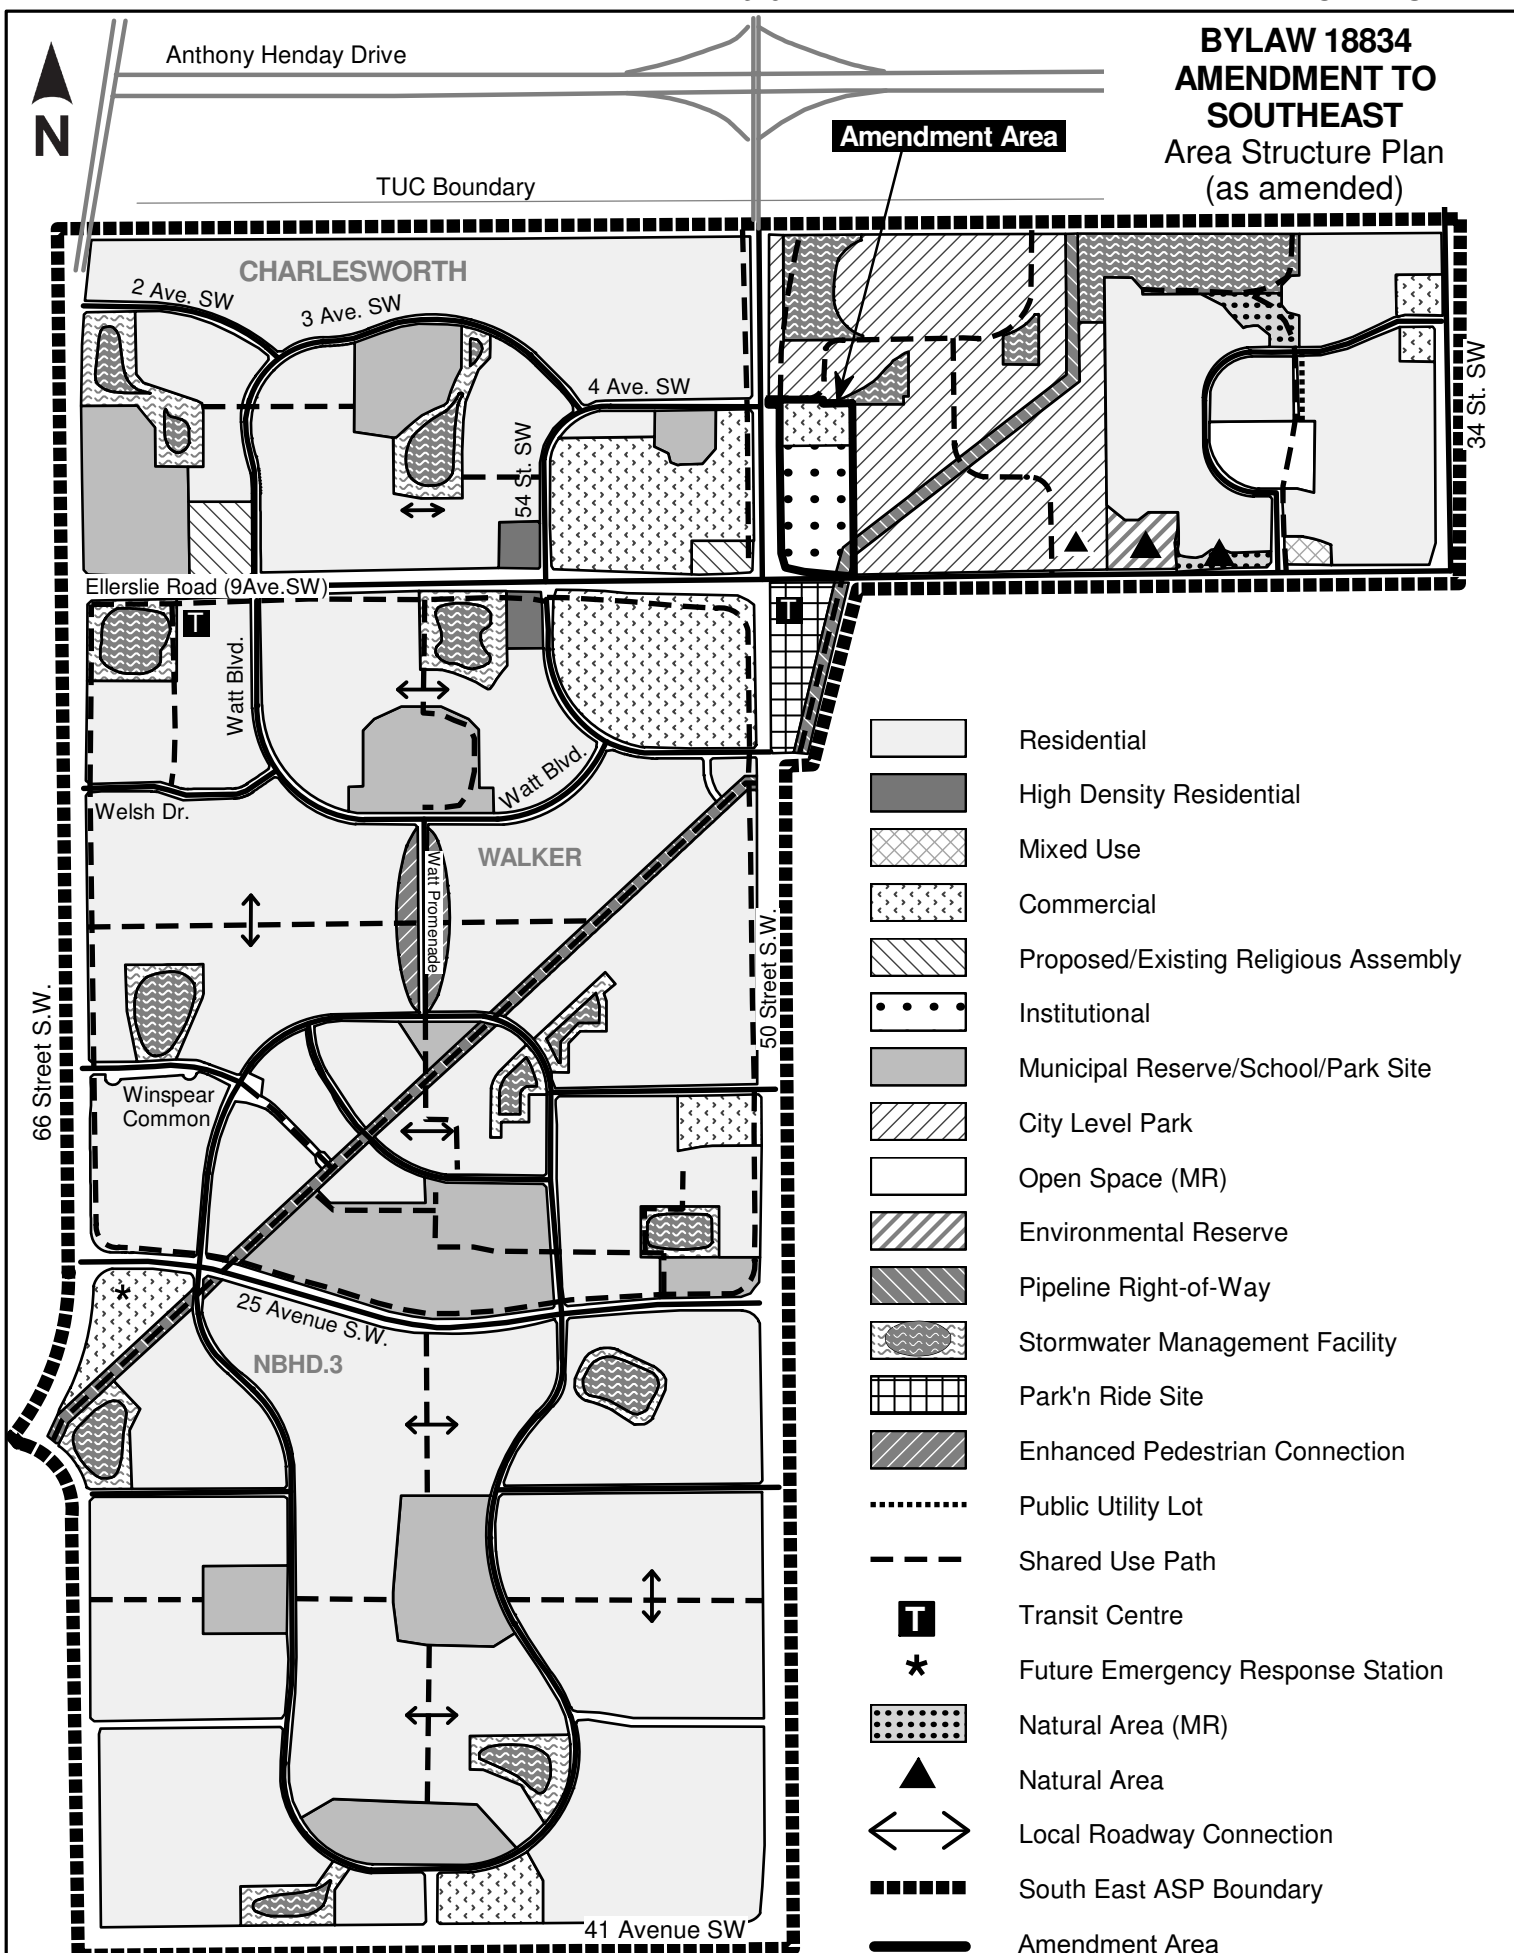 BYLAW 18834
AMENDMENT TO
SOUTHEAST
Area Structure Plan
(as amended)
Anthony Henday Drive
N
Amendment Area
TUC Boundary
CHARLESWORTH
2 Ave. SW
3 Ave. SW
4 Ave. SW
54 St. SW
34 St. SW
Ellerslie Road (9Ave.SW)
T
T
Watt Blvd.
Watt Blvd.
Welsh Dr.
WALKER
Watt Promenade
50 Street S.W.
66 Street S.W.
Winspear
Common
*
25 Avenue S.W.
NBHD.3
41 Avenue SW
Residential
High Density Residential
Mixed Use
Commercial
Proposed/Existing Religious Assembly
Institutional
Municipal Reserve/School/Park Site
City Level Park
Open Space (MR)
Environmental Reserve
Pipeline Right-of-Way
Stormwater Management Facility
Park'n Ride Site
Enhanced Pedestrian Connection
Public Utility Lot
Shared Use Path
T Transit Centre
* Future Emergency Response Station
Natural Area (MR)
Natural Area
Local Roadway Connection
South East ASP Boundary
Amendment Area